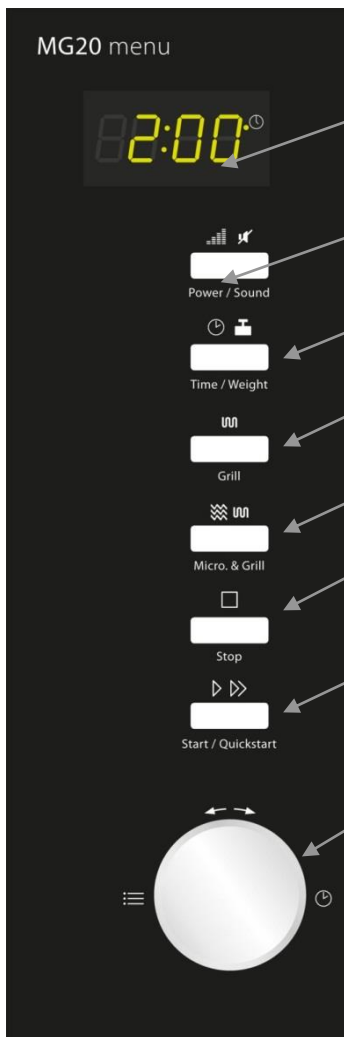 MG20 menu
2:00
Power / Sound
Time / Weight
Grill
Micro. & Grill
Stop
Start / Quickstart